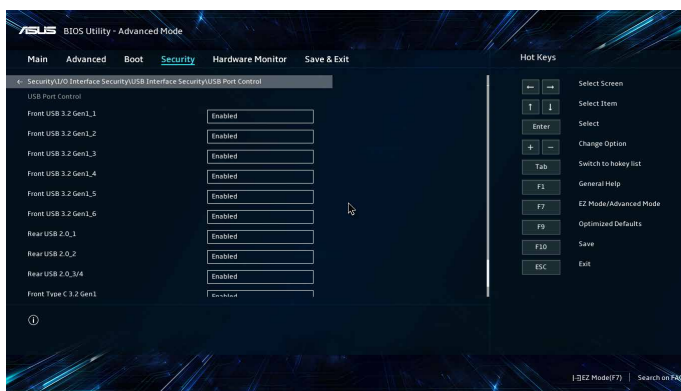 ASUS BIOS Utility - Advanced Mode
Main Advanced Boot Security Hardware Monitor Save & Exit
Hot Keys
← Security\I/O Interface Security\USB Interface Security\USB Port Control
USB Port Control
Front USB 3.2 Gen1_1 Enabled
Front USB 3.2 Gen1_2 Enabled
Front USB 3.2 Gen1_3 Enabled
Front USB 3.2 Gen1_4 Enabled
Front USB 3.2 Gen1_5 Enabled
Front USB 3.2 Gen1_6 Enabled
Rear USB 2.0_1 Enabled
Rear USB 2.0_2 Enabled
Rear USB 2.0_3/4 Enabled
Front Type C 3.2 Gen1 Enabled
← → Select Screen
↑ ↓ Select Item
Enter Select
+ - Change Option
Tab Switch to hokey list
F1 General Help
F7 EZ Mode/Advanced Mode
F9 Optimized Defaults
F10 Save
ESC Exit
EZ Mode(F7) | Search on FAQ